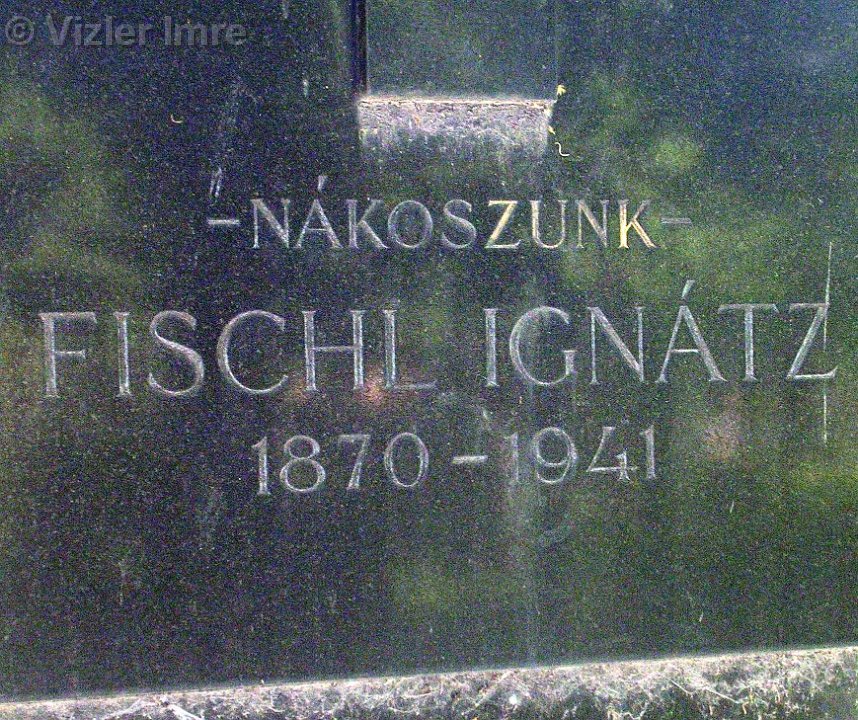 © Vizler Imre
-NÁKOSZUNK-
FISCHL IGNÁTZ
1870-1941